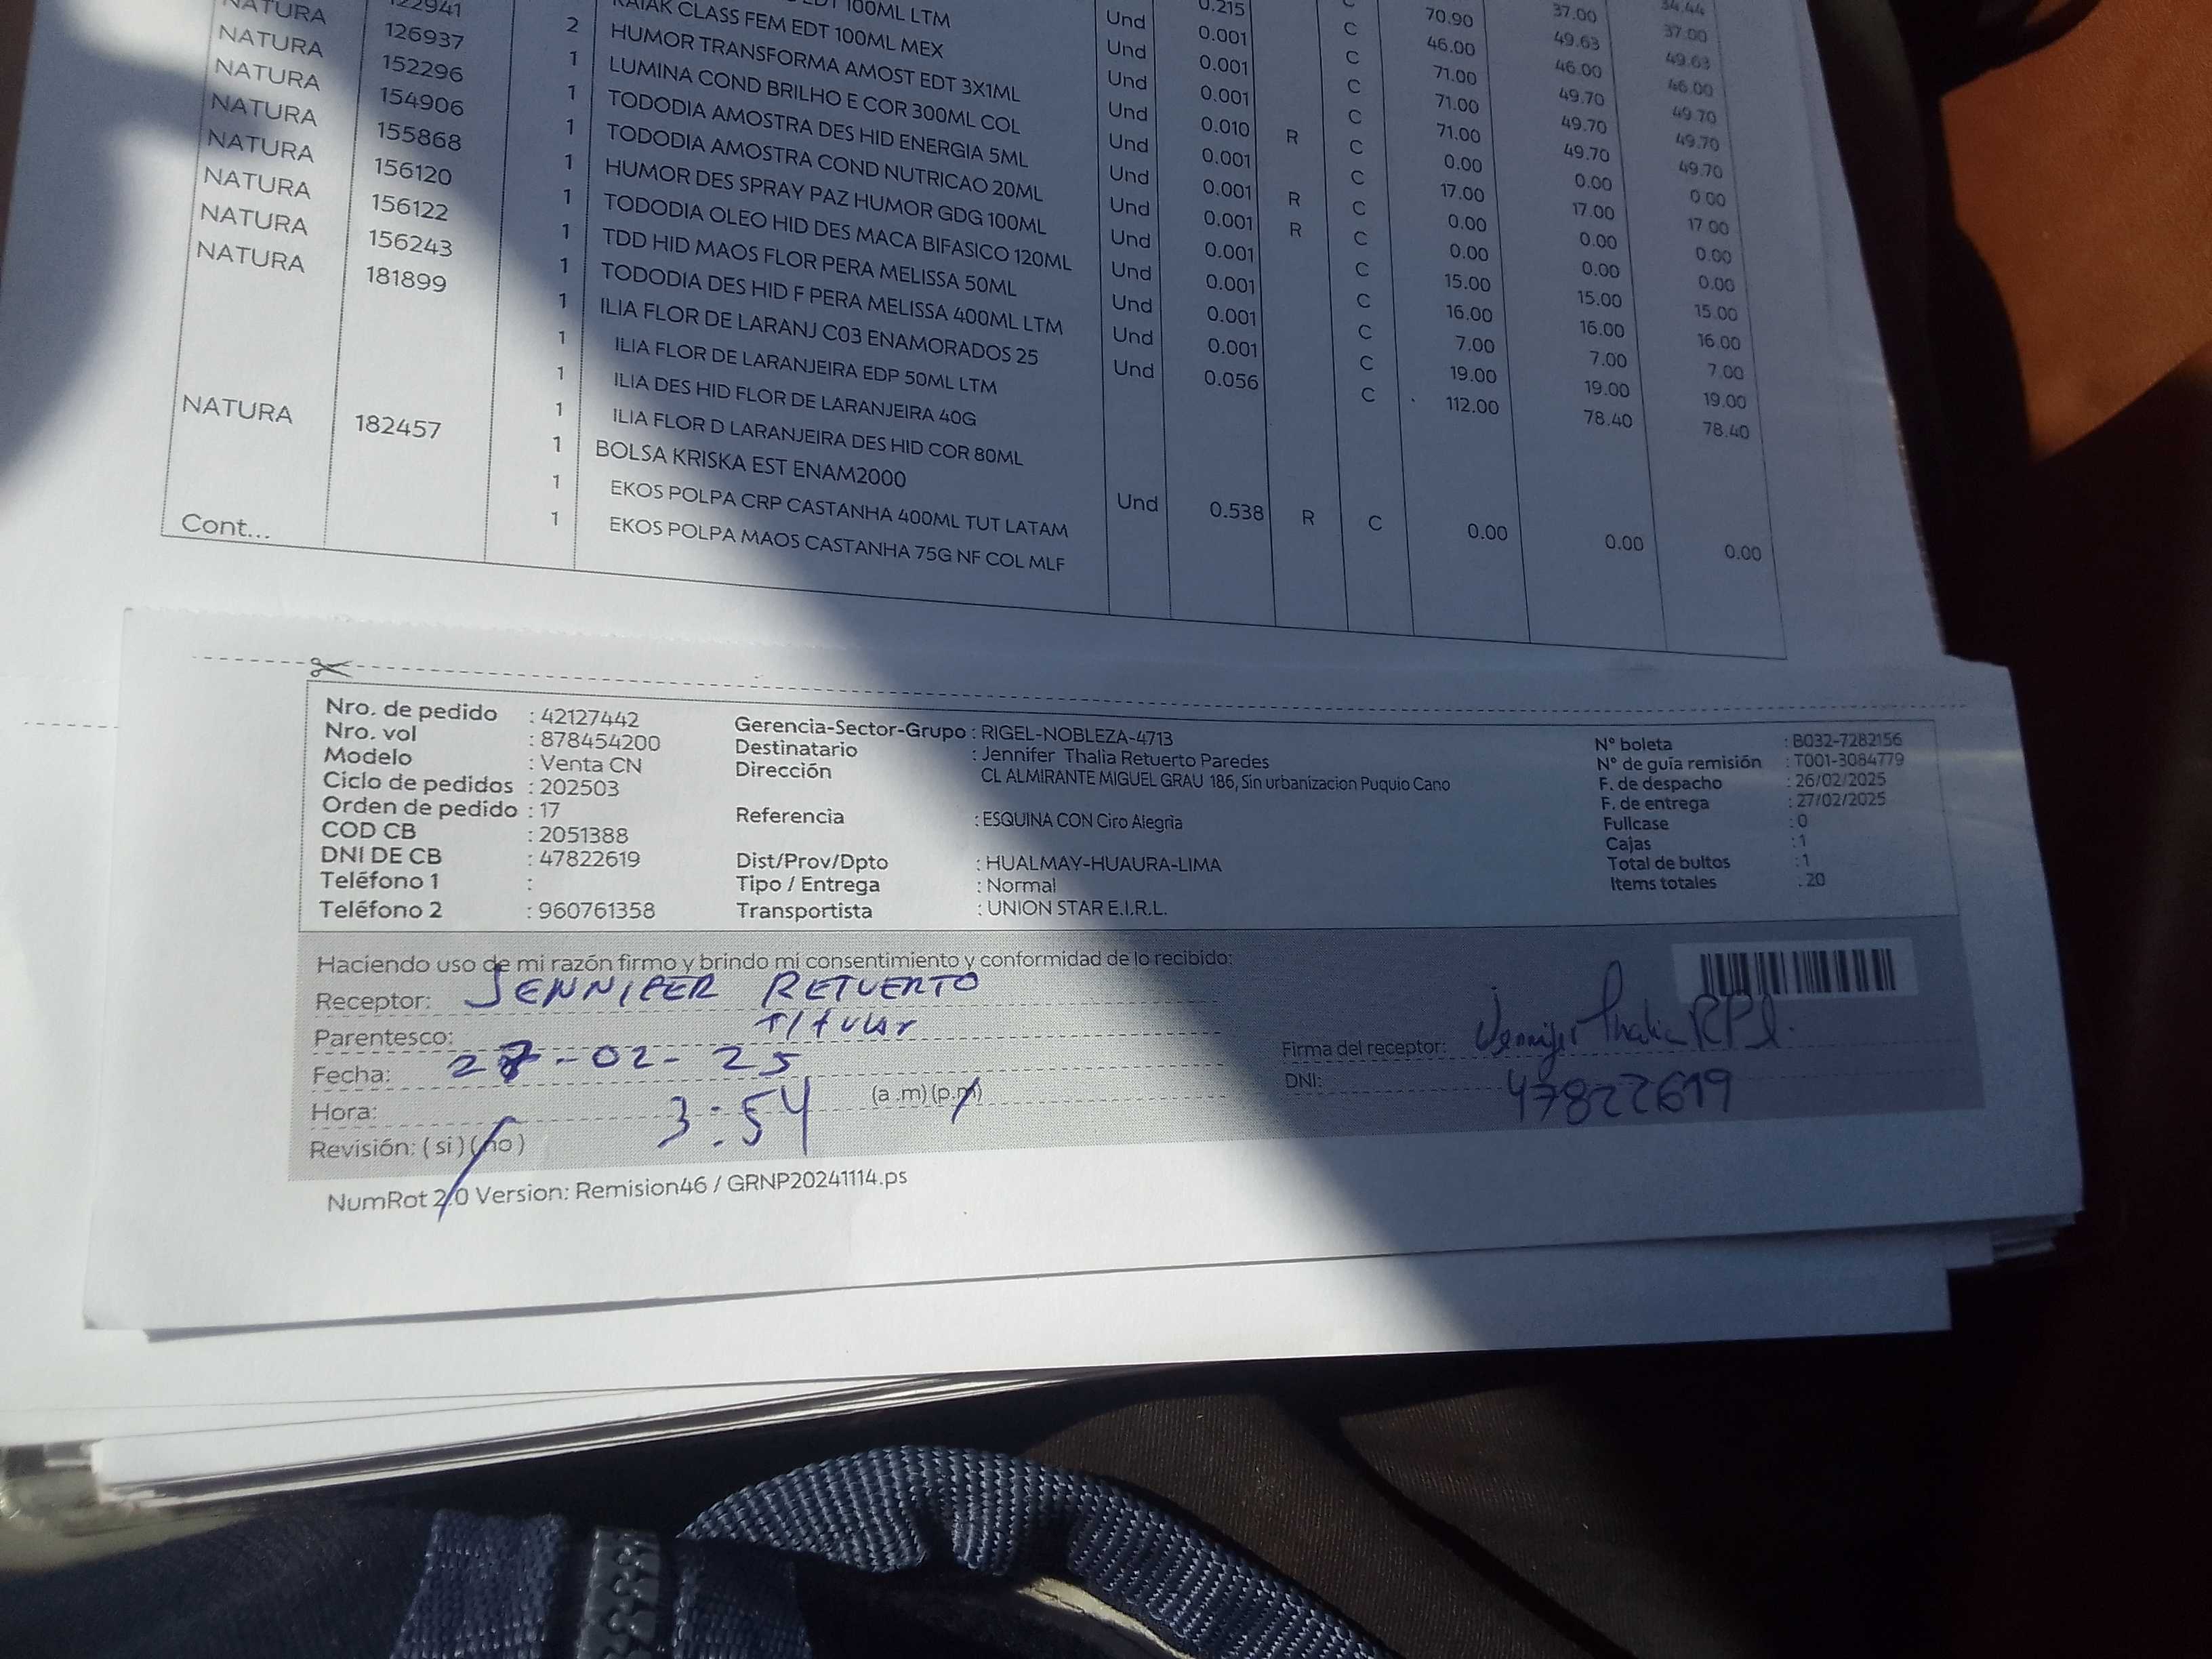 NATURA 122941 100ML LTM Und 0.215 C 70.90 37.00 34.44
NATURA 126937 2 KAIAK CLASS FEM EDT 100ML MEX Und 0.001 C 46.00 49.63 37.00
NATURA 152296 1 HUMOR TRANSFORMA AMOST EDT 3X1ML Und 0.001 C 71.00 46.00 49.63
NATURA 154906 1 LUMINA COND BRILHO E COR 300ML COL Und 0.001 C 71.00 49.70 46.00
NATURA 155868 1 TODODIA AMOSTRA DES HID ENERGIA 5ML Und 0.010 R C 71.00 49.70 49.70
NATURA 156120 1 TODODIA AMOSTRA COND NUTRICAO 20ML Und 0.001 C 0.00 49.70 49.70
NATURA 156122 1 HUMOR DES SPRAY PAZ HUMOR GDG 100ML Und 0.001 R C 17.00 0.00 49.70
NATURA 156243 1 TODODIA OLEO HID DES MACA BIFASICO 120ML Und 0.001 R C 0.00 17.00 0.00
NATURA 181899 1 TDD HID MAOS FLOR PERA MELISSA 50ML Und 0.001 C 0.00 0.00 17.00
1 TODODIA DES HID F PERA MELISSA 400ML LTM Und 0.001 C 15.00 0.00 0.00
1 ILIA FLOR DE LARANJ C03 ENAMORADOS 25 Und 0.001 C 16.00 15.00 0.00
1 ILIA FLOR DE LARANJEIRA EDP 50ML LTM Und 0.001 C 7.00 16.00 15.00
1 ILIA DES HID FLOR DE LARANJEIRA 40G 0.056 C 19.00 7.00 16.00
1 ILIA FLOR D LARANJEIRA DES HID COR 80ML 112.00 19.00 7.00
78.40 19.00
78.40
NATURA 182457 1 BOLSA KRISKA EST ENAM2000 Und 0.538 R C 0.00 0.00 0.00
1 EKOS POLPA CRP CASTANHA 400ML TUT LATAM
1 EKOS POLPA MAOS CASTANHA 75G NF COL MLF
Cont...
Nro. de pedido : 42127442
Nro. vol : 878454200
Modelo : Venta CN
Ciclo de pedidos : 202503
Orden de pedido : 17
COD CB : 2051388
DNI DE CB : 47822619
Teléfono 1 :
Teléfono 2 : 960761358
Gerencia-Sector-Grupo : RIGEL-NOBLEZA-4713
Destinatario : Jennifer Thalia Retuerto Paredes
Dirección CL ALMIRANTE MIGUEL GRAU 186, Sin urbanizacion Puquio Cano
Referencia : ESQUINA CON Ciro Alegria
Dist/Prov/Dpto : HUALMAY-HUAURA-LIMA
Tipo / Entrega : Normal
Transportista : UNION STAR E.I.R.L.
N° boleta : B032-7282156
N° de guía remisión : T001-3084779
F. de despacho : 26/02/2025
F. de entrega : 27/02/2025
Fullcase : 0
Cajas : 1
Total de bultos : 1
Items totales : 20
Haciendo uso de mi razón firmo y brindo mi consentimiento y conformidad de lo recibido:
Receptor: JENNIFER RETUERTO
Parentesco: Titular
Fecha: 27-02-25
Hora: 3:54 (a.m) (p.m)
Revisión: ( si ) ( no )
Firma del receptor: Jennifer Thalia RP
DNI: 47822619
NumRot 2.0 Version: Remision46 / GRNP20241114.ps